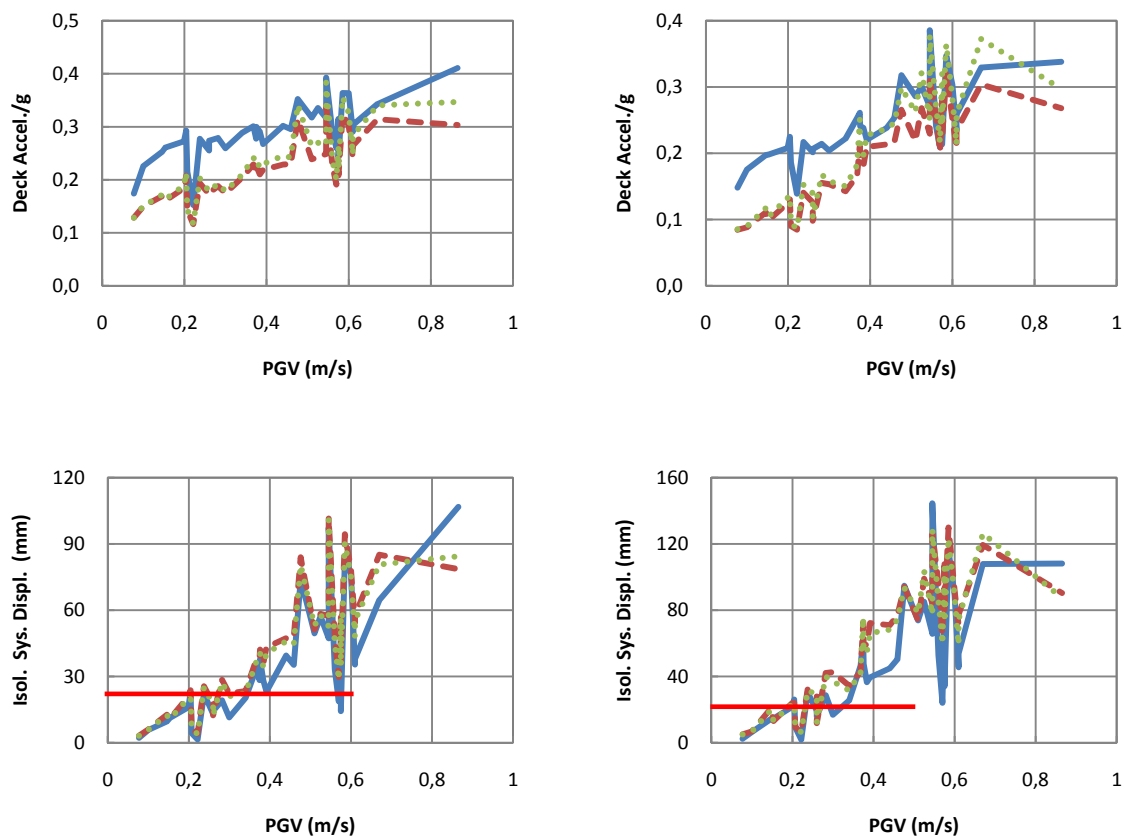 0,5
0,4
0,3
0,2
0,1
0,0
Deck Accel./g
0 0,2 0,4 0,6 0,8 1
PGV (m/s)
0,4
0,3
0,2
0,1
0,0
Deck Accel./g
0 0,2 0,4 0,6 0,8 1
PGV (m/s)
120
90
60
30
0
Isol. Sys. Displ. (mm)
0 0,2 0,4 0,6 0,8 1
PGV (m/s)
160
120
80
40
0
Isol. Sys. Displ. (mm)
0 0,2 0,4 0,6 0,8 1
PGV (m/s)